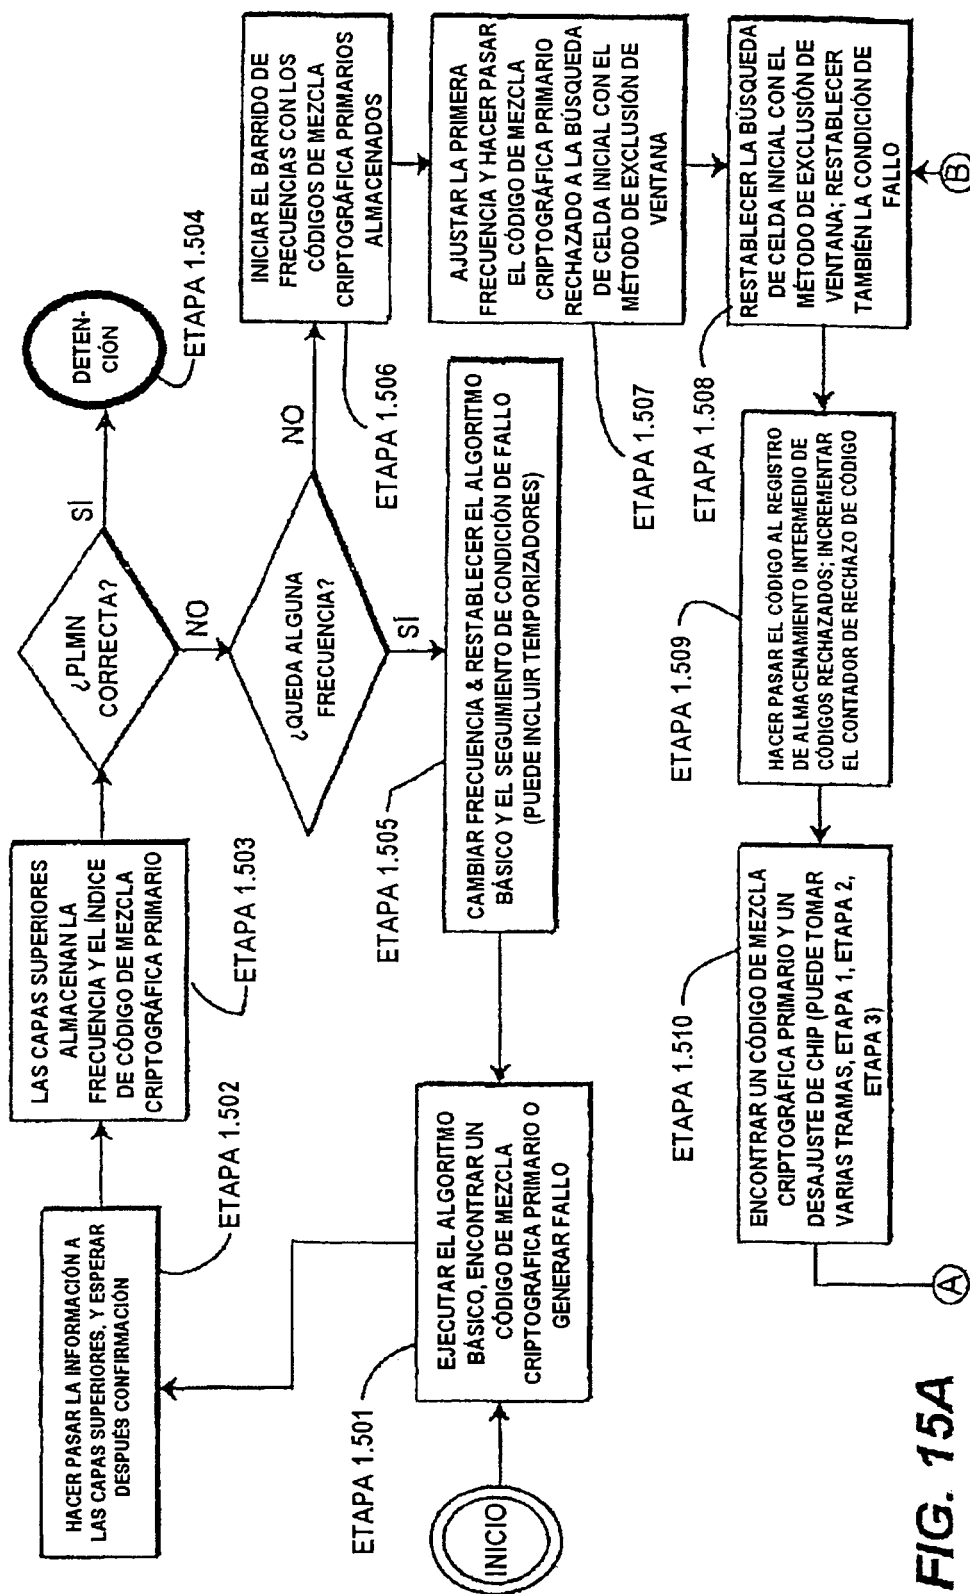 INICIO
ETAPA 1.501
EJECUTAR EL ALGORITMO
BÁSICO, ENCONTRAR UN
CÓDIGO DE MEZCLA
CRIPTOGRÁFICA PRIMARIO O
GENERAR FALLO
HACER PASAR LA INFORMACIÓN A
LAS CAPAS SUPERIORES, Y ESPERAR
DESPUÉS CONFIRMACIÓN
ETAPA 1.502
LAS CAPAS SUPERIORES
ALMACENAN LA
FRECUENCIA Y EL ÍNDICE
DE CÓDIGO DE MEZCLA
CRIPTOGRÁFICA PRIMARIO
ETAPA 1.503
¿PLMN
CORRECTA?
SÍ
NO
DETEN-
CIÓN
ETAPA 1.504
¿QUEDA ALGUNA
FRECUENCIA?
NO
SÍ
CAMBIAR FRECUENCIA & RESTABLECER EL ALGORITMO
BÁSICO Y EL SEGUIMIENTO DE CONDICIÓN DE FALLO
(PUEDE INCLUIR TEMPORIZADORES)
ETAPA 1.505
INICIAR EL BARRIDO DE
FRECUENCIAS CON LOS
CÓDIGOS DE MEZCLA
CRIPTOGRÁFICA PRIMARIOS
ALMACENADOS
ETAPA 1.506
AJUSTAR LA PRIMERA
FRECUENCIA Y HACER PASAR
EL CÓDIGO DE MEZCLA
CRIPTOGRÁFICA PRIMARIO
RECHAZADO A LA BÚSQUEDA
DE CELDA INICIAL CON EL
MÉTODO DE EXCLUSIÓN DE
VENTANA
ETAPA 1.507
RESTABLECER LA BÚSQUEDA
DE CELDA INICIAL CON EL
MÉTODO DE EXCLUSIÓN DE
VENTANA; RESTABLECER
TAMBIÉN LA CONDICIÓN DE
FALLO
ETAPA 1.508
B
HACER PASAR EL CÓDIGO AL REGISTRO
DE ALMACENAMIENTO INTERMEDIO DE
CÓDIGOS RECHAZADOS; INCREMENTAR
EL CONTADOR DE RECHAZO DE CÓDIGO
ETAPA 1.509
ENCONTRAR UN CÓDIGO DE MEZCLA
CRIPTOGRÁFICA PRIMARIO Y UN
DESAJUSTE DE CHIP (PUEDE TOMAR
VARIAS TRAMAS, ETAPA 1, ETAPA 2,
ETAPA 3)
ETAPA 1.510
A
FIG. 15A